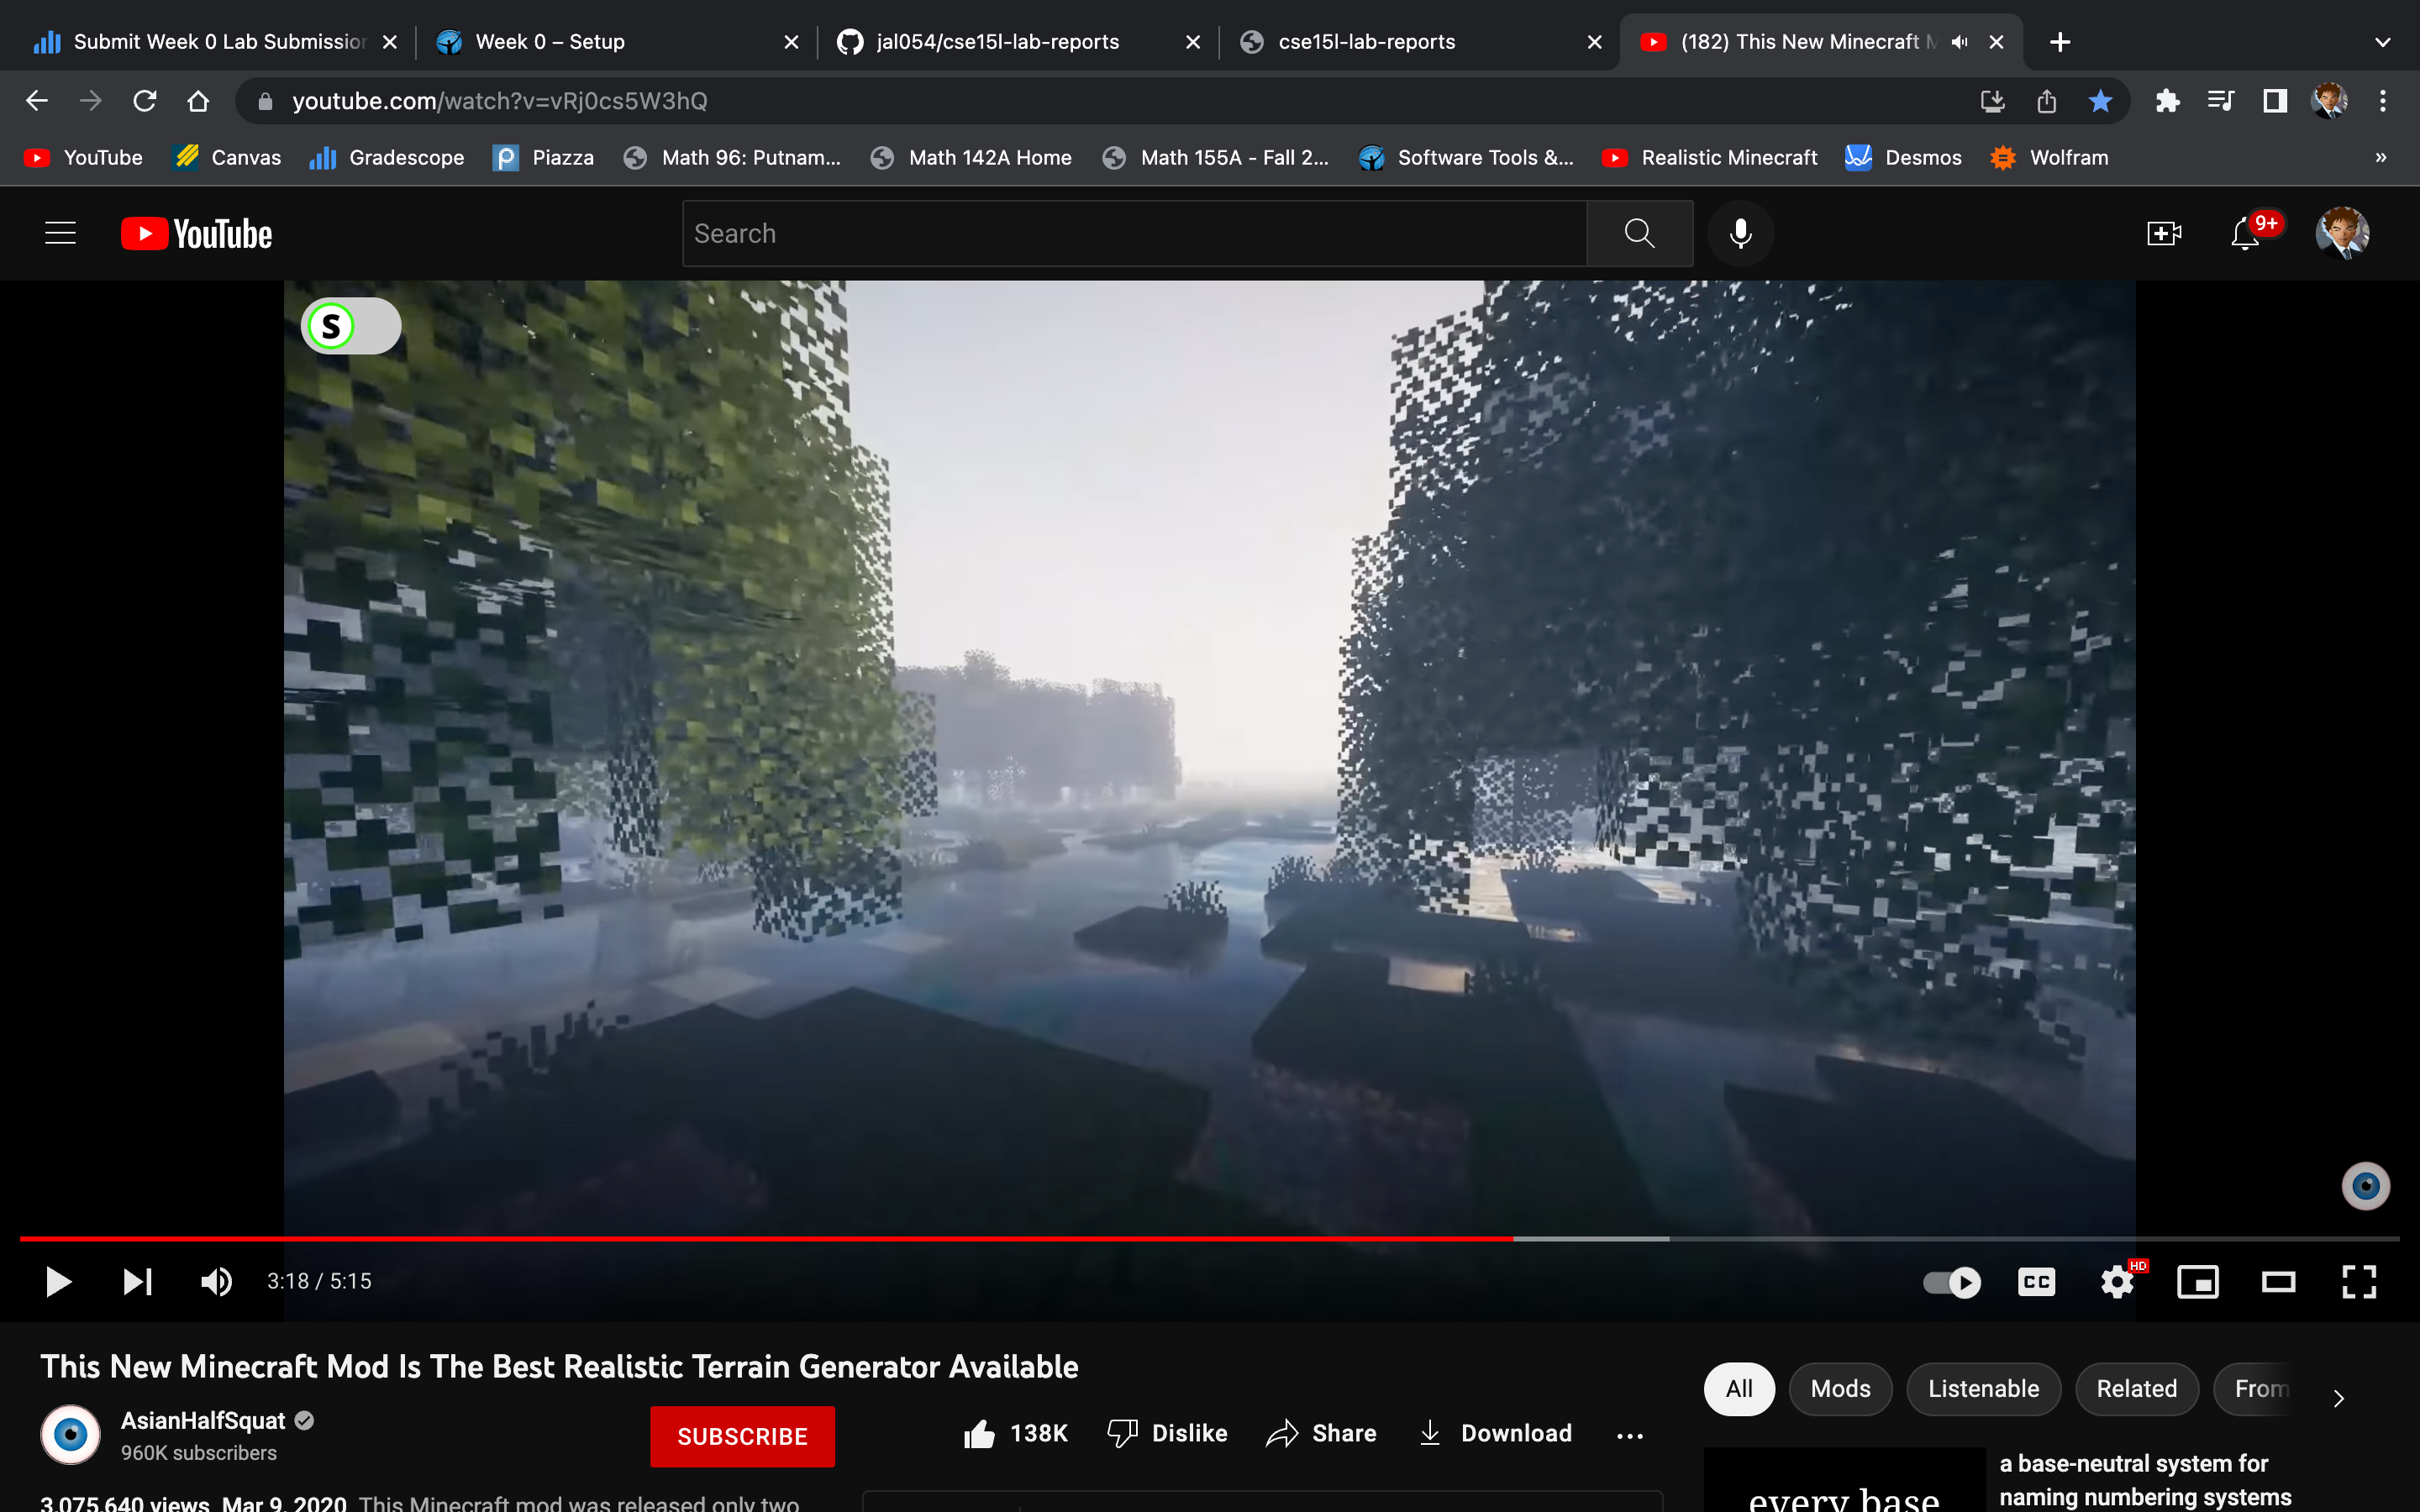 Submit Week 0 Lab Submission
Week 0 – Setup
jal054/cse15l-lab-reports
cse15l-lab-reports
(182) This New Minecraft M
youtube.com/watch?v=vRj0cs5W3hQ
YouTube
Canvas
Gradescope
Piazza
Math 96: Putnam...
Math 142A Home
Math 155A - Fall 2...
Software Tools &...
Realistic Minecraft
Desmos
Wolfram
»
YouTube
Search
9+
S
3:18 / 5:15
CC
HD
This New Minecraft Mod Is The Best Realistic Terrain Generator Available
AsianHalfSquat
960K subscribers
SUBSCRIBE
138K
Dislike
Share
Download
...
All
Mods
Listenable
Related
From
3,075,640 views Mar 9, 2020 This Minecraft mod was released only two
every base
a base-neutral system for
naming numbering systems